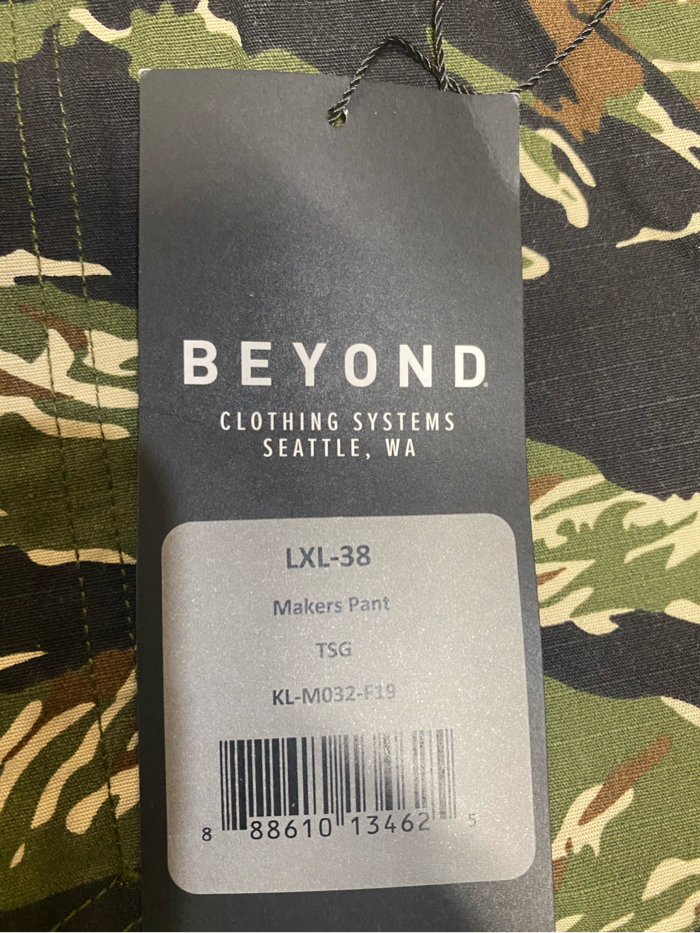 BEYOND
CLOTHING SYSTEMS
SEATTLE, WA
LXL-38
Makers Pant
TSG
KL-M032-F19
8 88610 13462 5